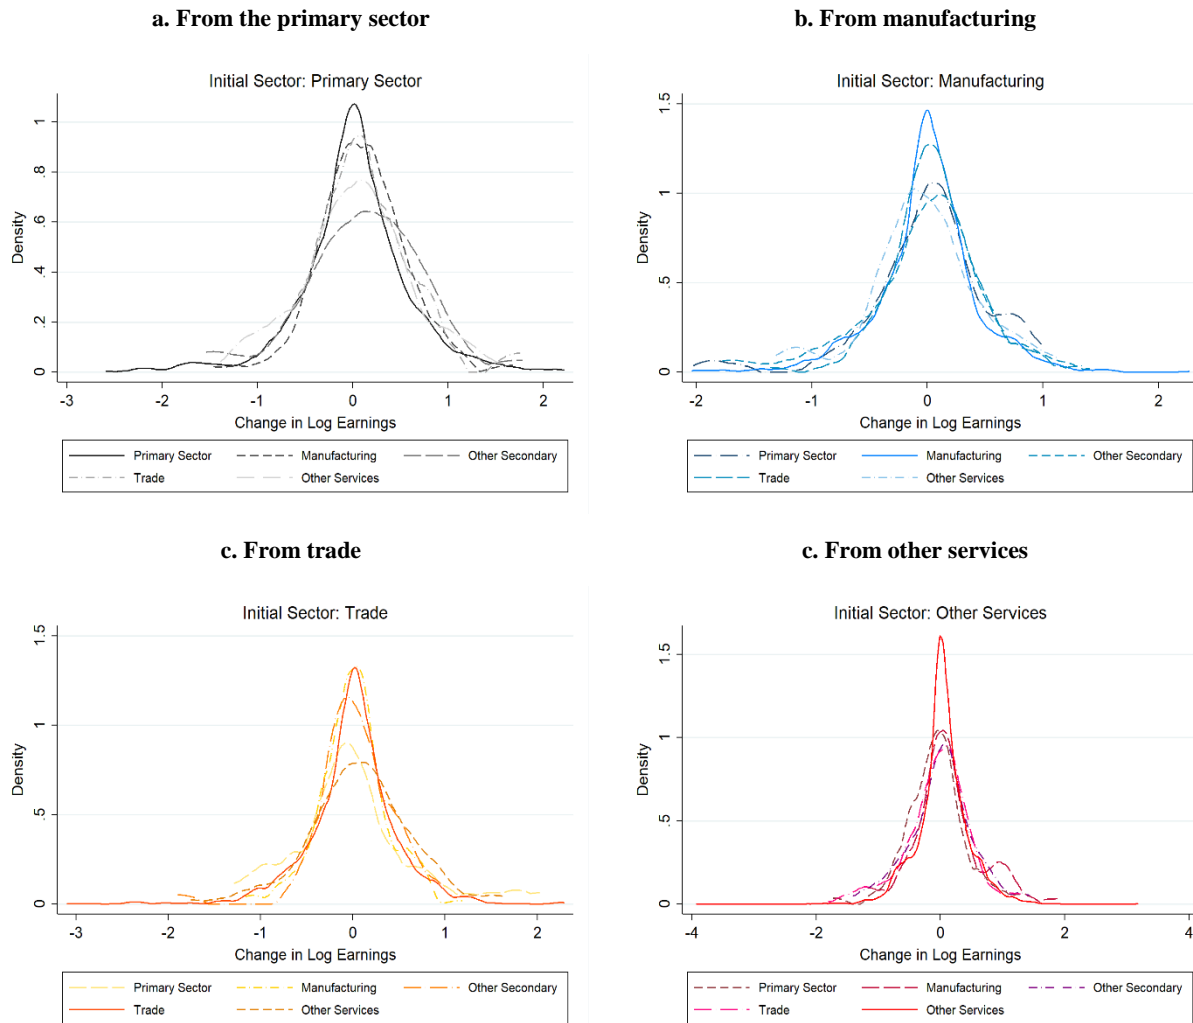 a. From the primary sector
Initial Sector: Primary Sector
Density
0 .2 .4 .6 .8 1
-3 -2 -1 0 1 2
Change in Log Earnings
Primary Sector Manufacturing Other Secondary
Trade Other Services
b. From manufacturing
Initial Sector: Manufacturing
Density
0 .5 1 1.5
-2 -1 0 1 2
Change in Log Earnings
Primary Sector Manufacturing Other Secondary
Trade Other Services
c. From trade
Initial Sector: Trade
Density
0 .5 1 1.5
-3 -2 -1 0 1 2
Change in Log Earnings
Primary Sector Manufacturing Other Secondary
Trade Other Services
c. From other services
Initial Sector: Other Services
Density
0 .5 1 1.5
-4 -2 0 2 4
Change in Log Earnings
Primary Sector Manufacturing Other Secondary
Trade Other Services